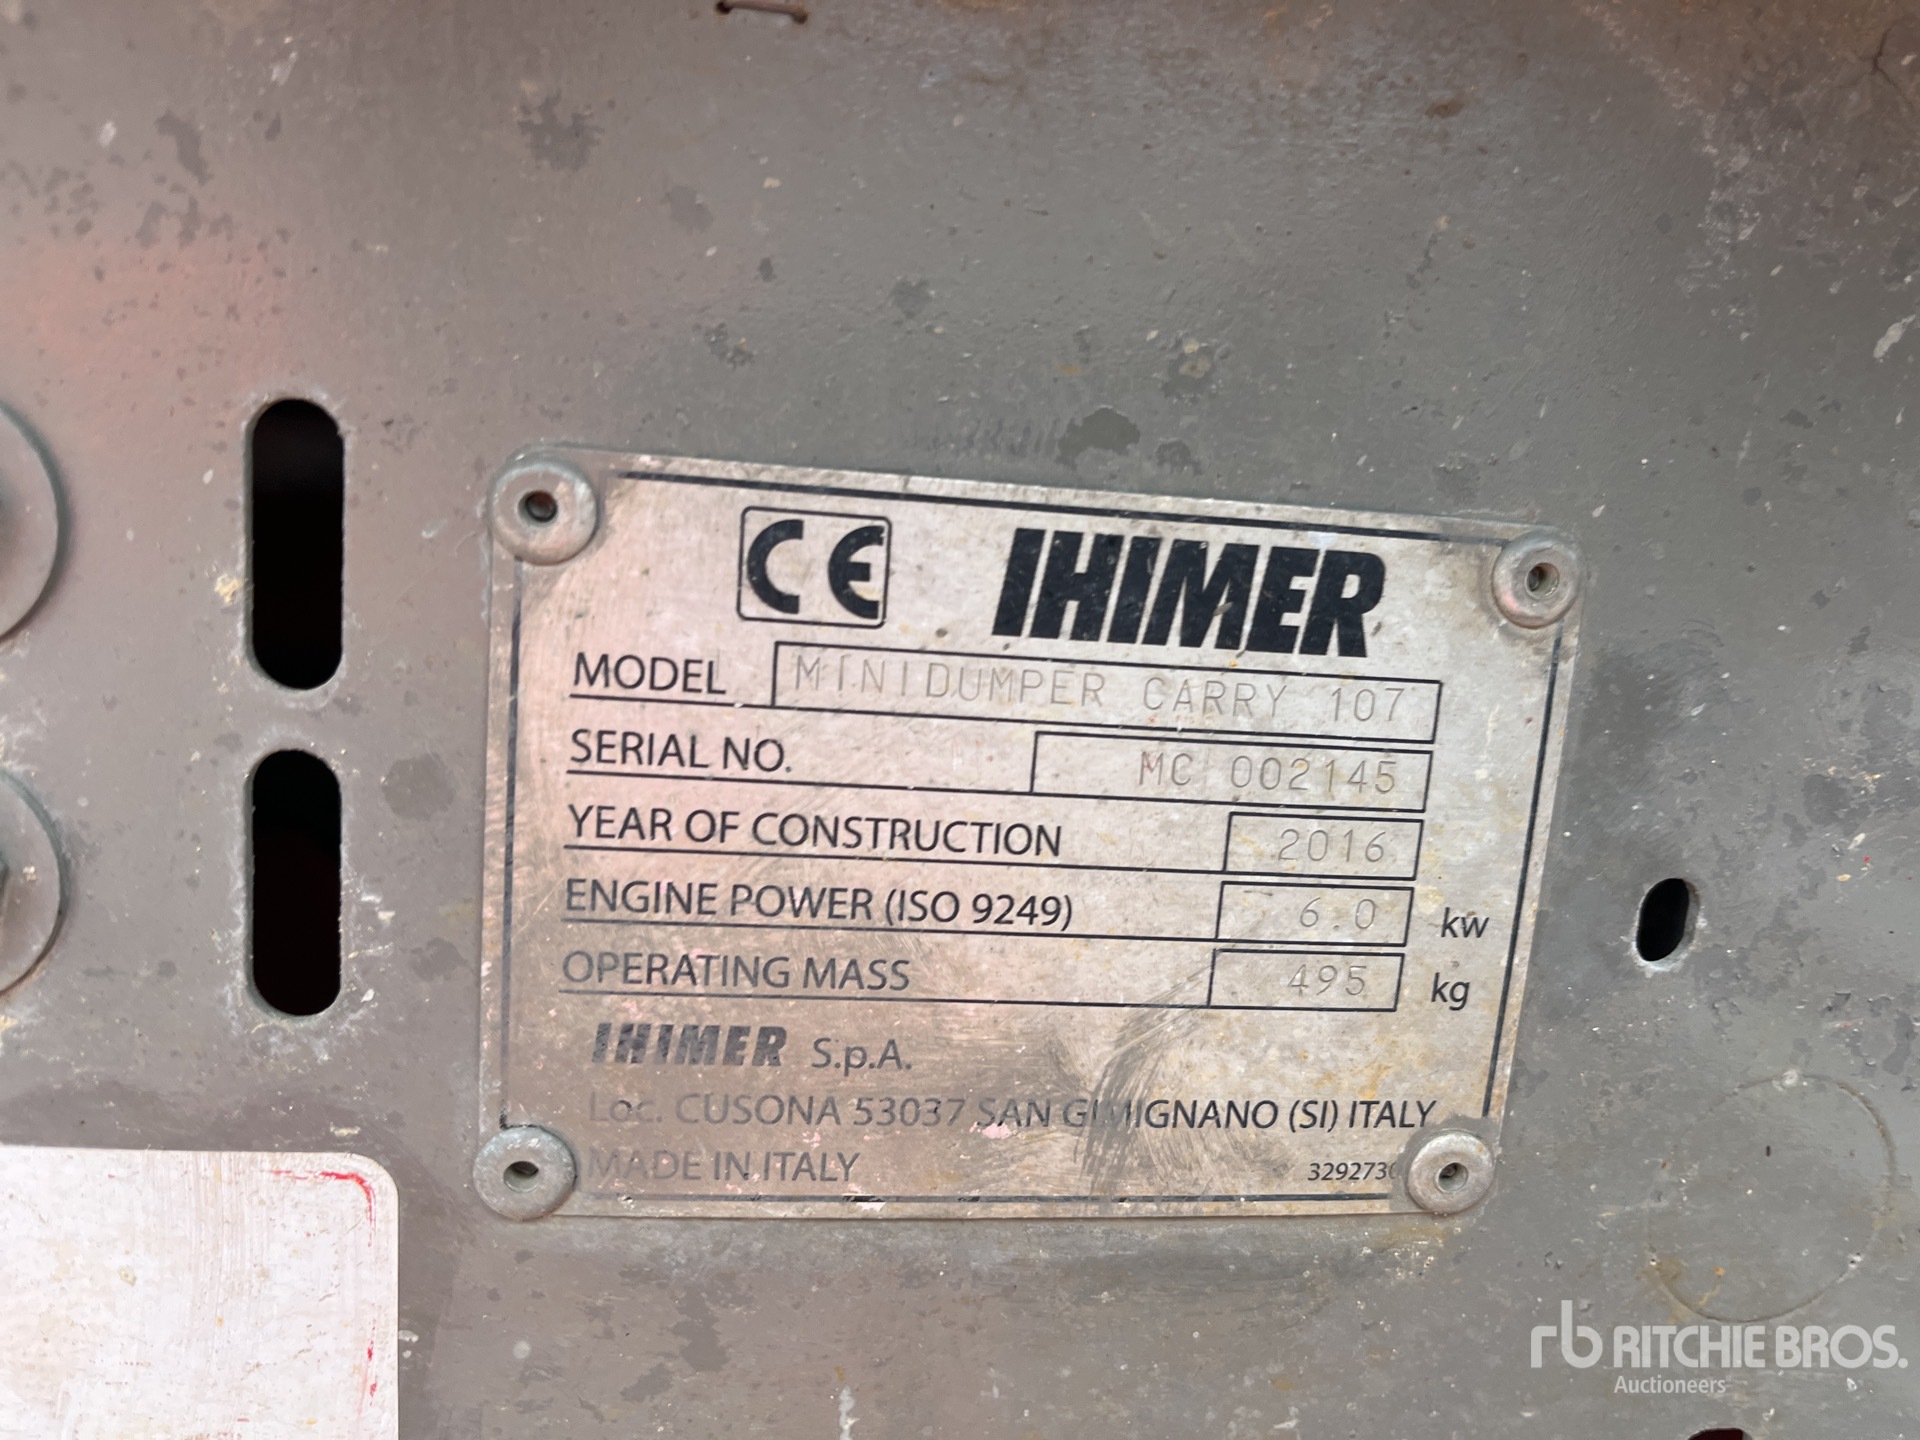 CE IHIMER
MODEL MINIDUMPER CARRY 107
SERIAL NO. MC 002145
YEAR OF CONSTRUCTION 2016
ENGINE POWER (ISO 9249) 6.0 kw
OPERATING MASS 495 kg
IHIMER S.p.A.
Loc. CUSONA 53037 SAN GIMIGNANO (SI) ITALY
MADE IN ITALY
rb RITCHIE BROS.
Auctioneers